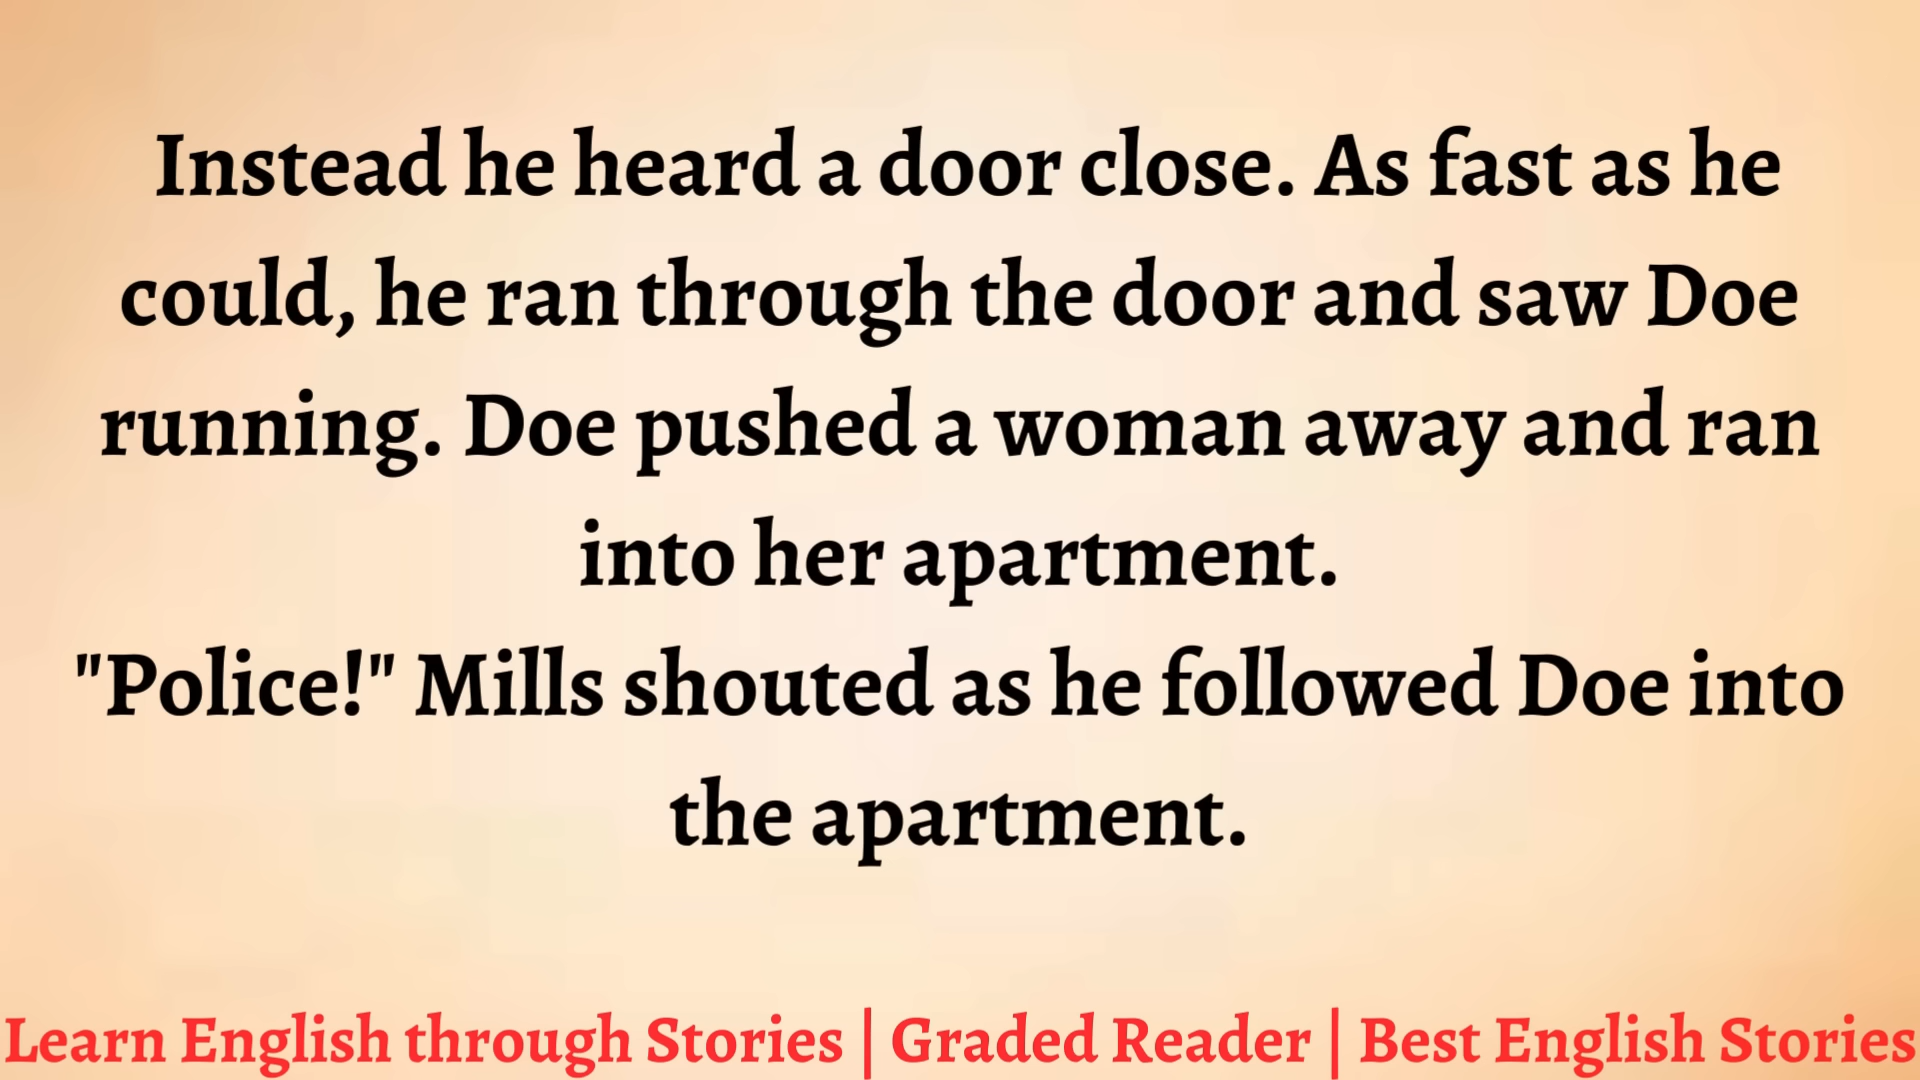 Instead he heard a door close. As fast as he
could, he ran through the door and saw Doe
running. Doe pushed a woman away and ran
into her apartment.
"Police!" Mills shouted as he followed Doe into
the apartment.
Learn English through Stories | Graded Reader | Best English Stories